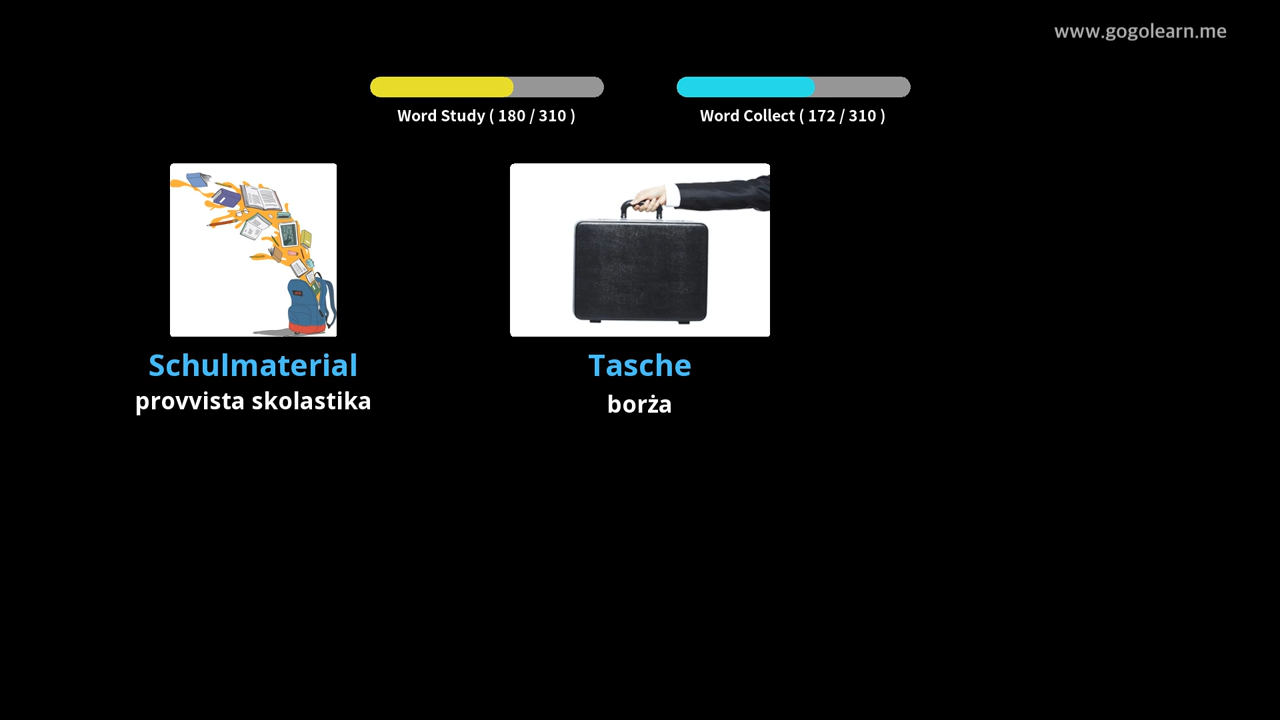 www.gogolearn.me
Word Study ( 180 / 310 )
Word Collect ( 172 / 310 )
Schulmaterial
provvista skolastika
Tasche
borża